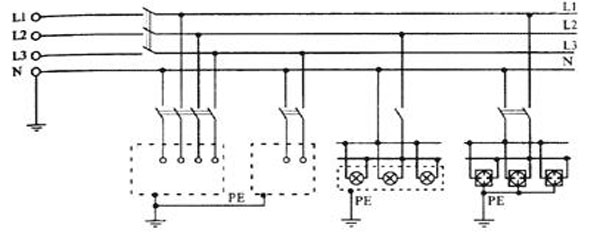 L1 L1
L2 L2
L3 L3
N N
PE PE PE